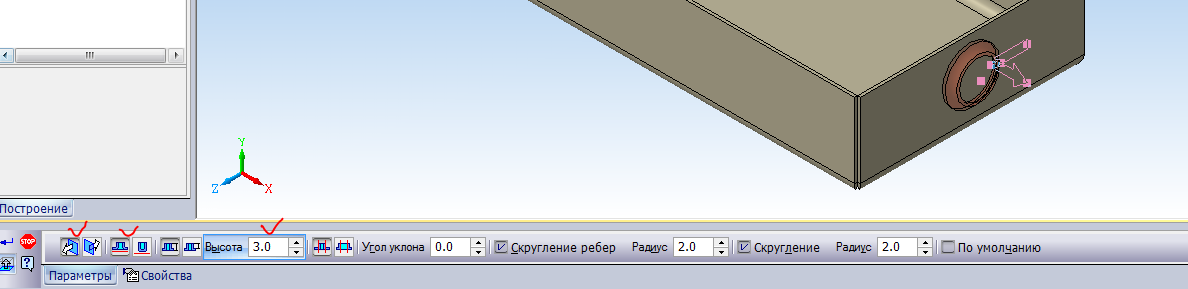 Y
Z
X
Построение
STOP
Высота 3.0 Угол уклона 0.0 Скругление ребер Радиус 2.0 Скругление Радиус 2.0 По умолчанию
Параметры Свойства